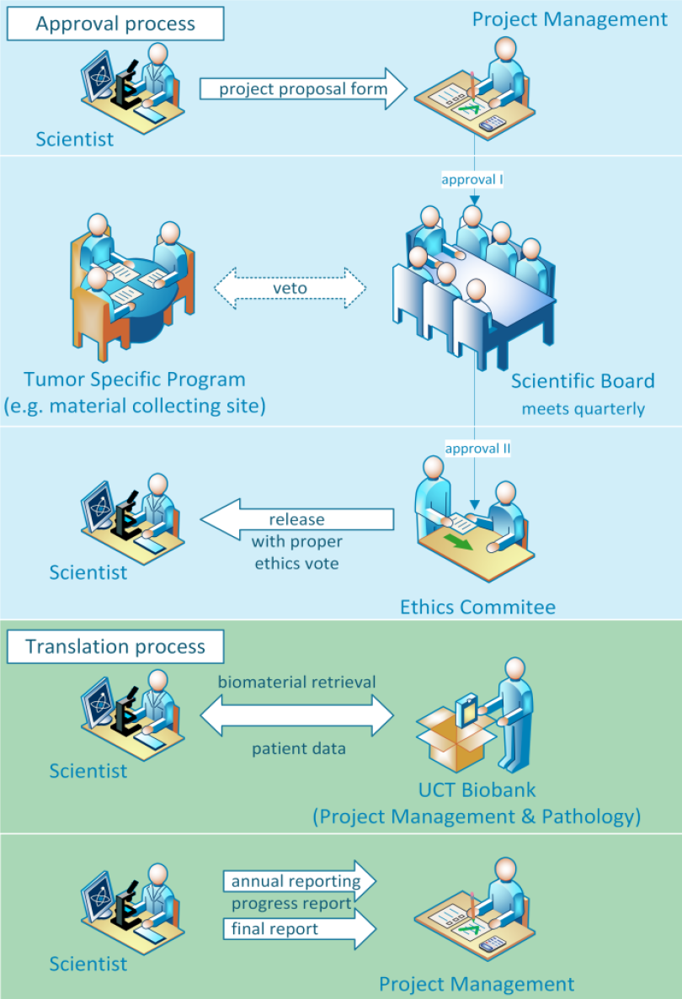 Approval process
Project Management
project proposal form
Scientist
approval I
veto
Tumor Specific Program
(e.g. material collecting site)
Scientific Board
meets quarterly
approval II
release
with proper
ethics vote
Scientist
Ethics Commitee
Translation process
biomaterial retrieval
patient data
Scientist
UCT Biobank
(Project Management & Pathology)
annual reporting
progress report
final report
Scientist
Project Management